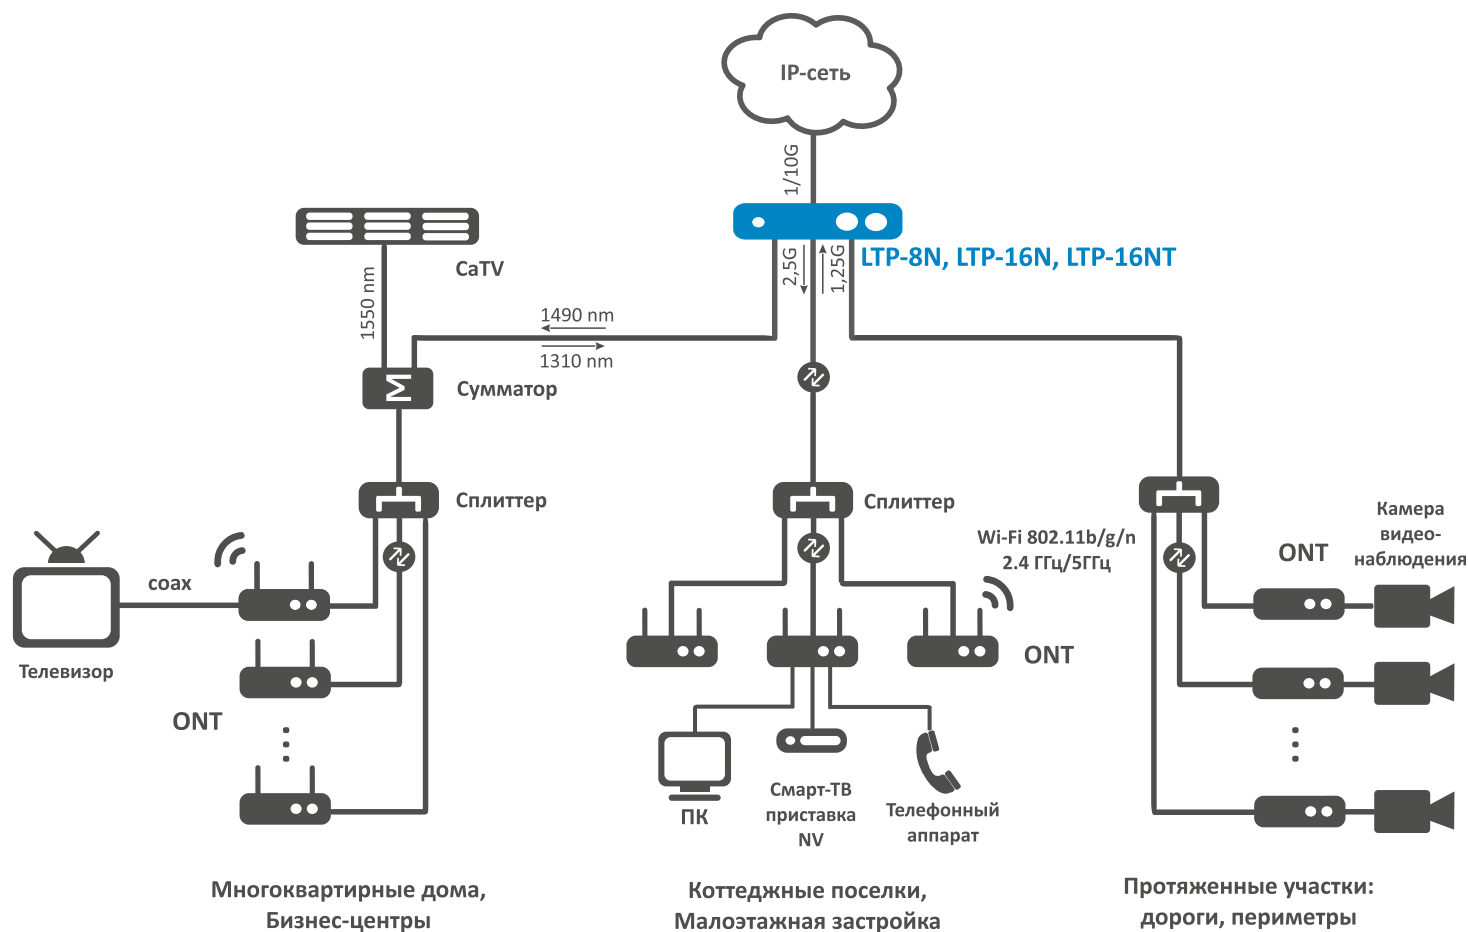 IP-сеть
1/10G
LTP-8N, LTP-16N, LTP-16NT
2,5G
1,25G
CaTV
1550 nm
1490 nm
1310 nm
Сумматор
Сплиттер
Сплиттер
Wi-Fi 802.11b/g/n
2.4 ГГц/5ГГц
ONT
Камера
видео-
наблюдения
coax
Телевизор
ONT
ONT
ПК
Смарт-ТВ
приставка
NV
Телефонный
аппарат
Многоквартирные дома,
Бизнес-центры
Коттеджные поселки,
Малоэтажная застройка
Протяженные участки:
дороги, периметры